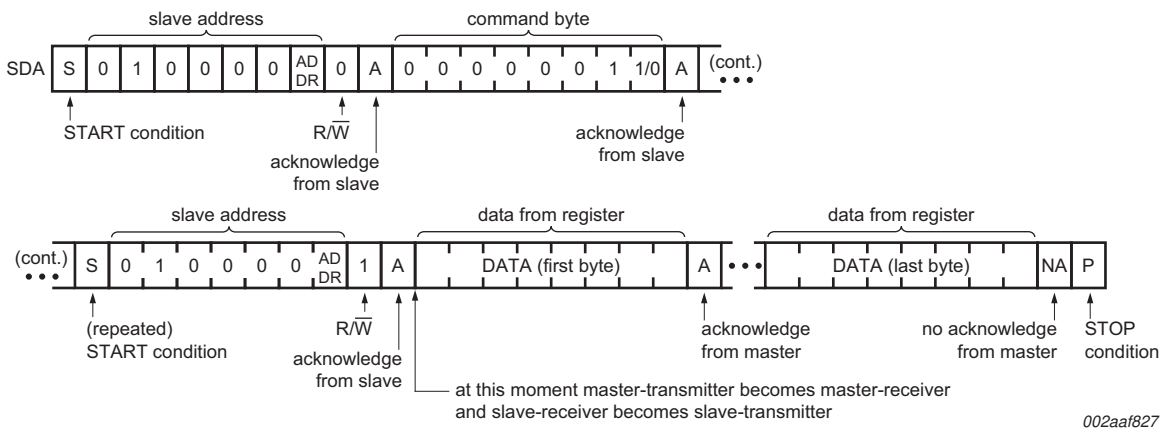 slave address command byte
SDA S 0 1 0 0 0 0 AD DR 0 A 0 0 0 0 0 0 1 1/0 A (cont.)
START condition R/W̅ acknowledge from slave acknowledge from slave
slave address data from register data from register
(cont.) S 0 1 0 0 0 0 AD DR 1 A DATA (first byte) A DATA (last byte) NA P
(repeated) START condition R/W̅ acknowledge from slave acknowledge from master no acknowledge from master STOP condition
at this moment master-transmitter becomes master-receiver
and slave-receiver becomes slave-transmitter
002aaf827